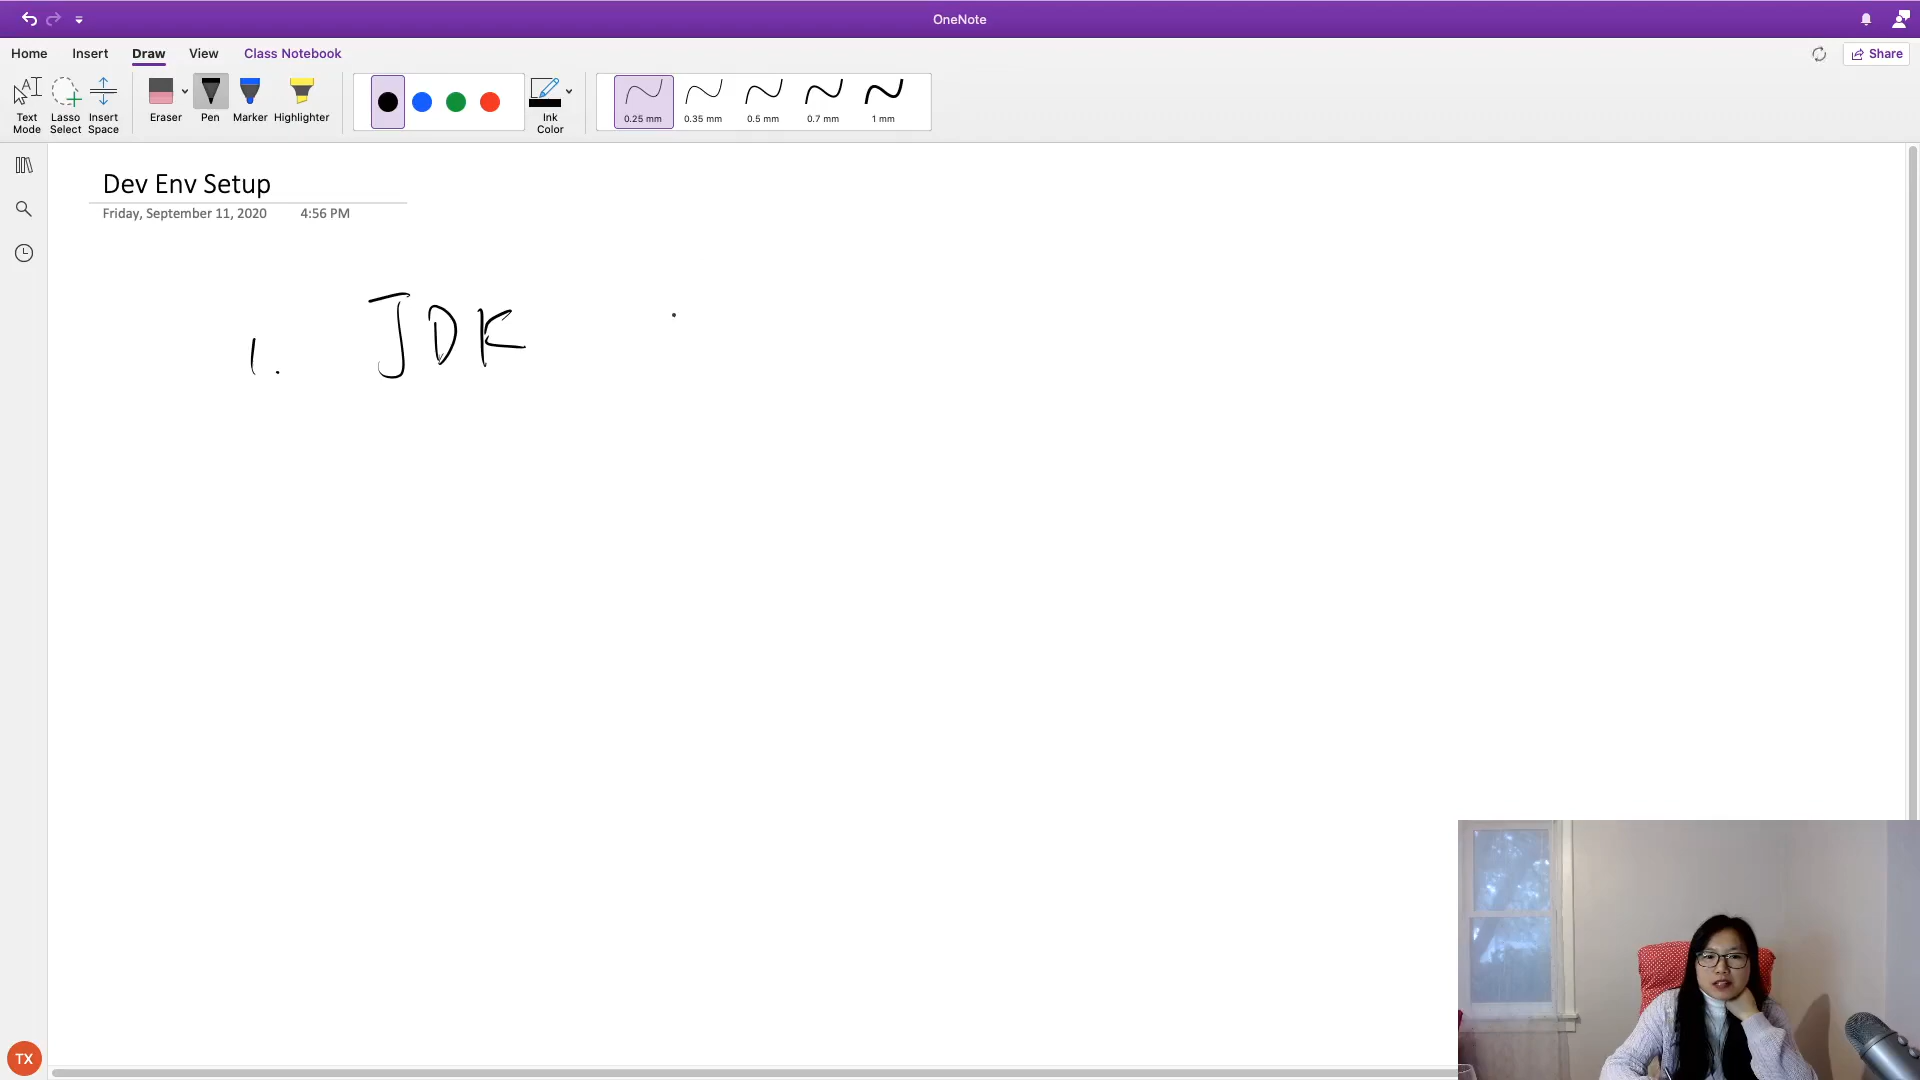 OneNote
Home Insert Draw View Class Notebook Share
Text Mode Lasso Select Insert Space Eraser Pen Marker Highlighter Ink Color 0.25 mm 0.35 mm 0.5 mm 0.7 mm 1 mm
Dev Env Setup
Friday, September 11, 2020 4:56 PM
1. JDK
TX